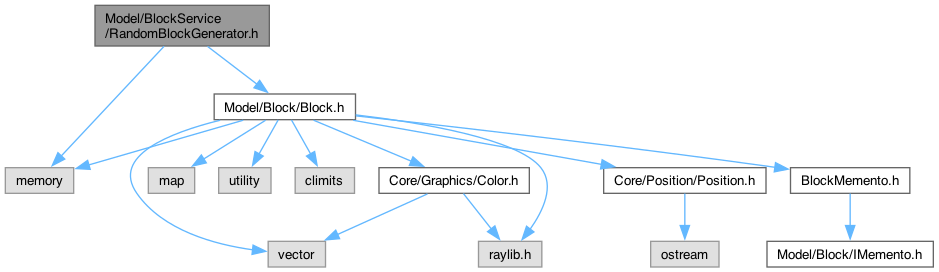 Model/BlockService
/RandomBlockGenerator.h
Model/Block/Block.h
memory
map
utility
climits
Core/Graphics/Color.h
Core/Position/Position.h
BlockMemento.h
vector
raylib.h
ostream
Model/Block/IMemento.h